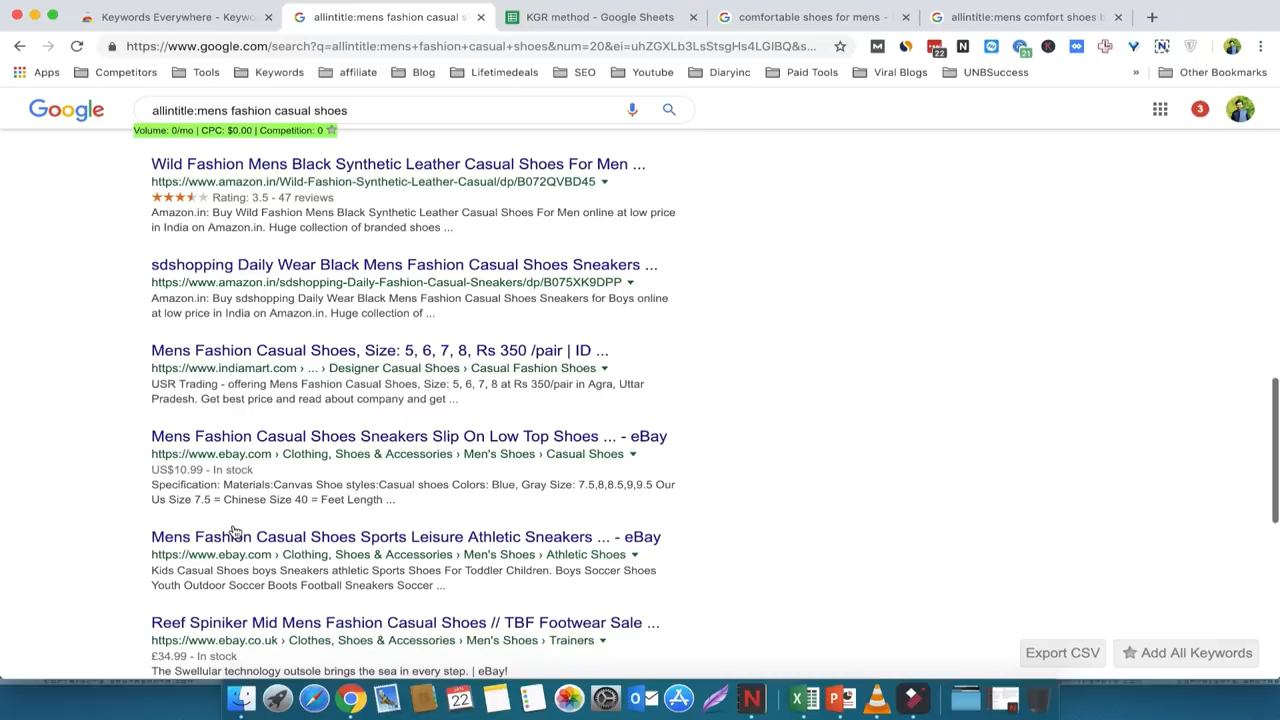 Keywords Everywhere - Keywo
allintitle:mens fashion casual s
KGR method - Google Sheets
comfortable shoes for mens -
allintitle:mens comfort shoes b
https://www.google.com/search?q=allintitle:mens+fashion+casual+shoes&num=20&ei=uhZGXLb3LsStsgHs4LGIBQ&s...
22
21
Apps
Competitors
Tools
Keywords
affiliate
Blog
Lifetimedeals
SEO
Youtube
Diaryinc
Paid Tools
Viral Blogs
UNBSuccess
»
Other Bookmarks
Google
allintitle:mens fashion casual shoes
3
Volume: 0/mo | CPC: $0.00 | Competition: 0
Wild Fashion Mens Black Synthetic Leather Casual Shoes For Men ...
https://www.amazon.in/Wild-Fashion-Synthetic-Leather-Casual/dp/B072QVBD45
Rating: 3.5 - 47 reviews
Amazon.in: Buy Wild Fashion Mens Black Synthetic Leather Casual Shoes For Men online at low price
in India on Amazon.in. Huge collection of branded shoes ...
sdshopping Daily Wear Black Mens Fashion Casual Shoes Sneakers ...
https://www.amazon.in/sdshopping-Daily-Fashion-Casual-Sneakers/dp/B075XK9DPP
Amazon.in: Buy sdshopping Daily Wear Black Mens Fashion Casual Shoes Sneakers for Boys online
at low price in India on Amazon.in. Huge collection of ...
Mens Fashion Casual Shoes, Size: 5, 6, 7, 8, Rs 350 /pair | ID ...
https://www.indiamart.com › ... › Designer Casual Shoes › Casual Fashion Shoes
USR Trading - offering Mens Fashion Casual Shoes, Size: 5, 6, 7, 8 at Rs 350/pair in Agra, Uttar
Pradesh. Get best price and read about company and get ...
Mens Fashion Casual Shoes Sneakers Slip On Low Top Shoes ... - eBay
https://www.ebay.com › Clothing, Shoes & Accessories › Men's Shoes › Casual Shoes
US$10.99 - In stock
Specification: Materials:Canvas Shoe styles:Casual shoes Colors: Blue, Gray Size: 7.5,8,8.5,9,9.5 Our
Us Size 7.5 = Chinese Size 40 = Feet Length ...
Mens Fashion Casual Shoes Sports Leisure Athletic Sneakers ... - eBay
https://www.ebay.com › Clothing, Shoes & Accessories › Men's Shoes › Athletic Shoes
Kids Casual Shoes boys Sneakers athletic Sports Shoes For Toddler Children. Boys Soccer Shoes
Youth Outdoor Soccer Boots Football Sneakers Soccer ...
Reef Spiniker Mid Mens Fashion Casual Shoes // TBF Footwear Sale ...
https://www.ebay.co.uk › Clothes, Shoes & Accessories › Men's Shoes › Trainers
£34.99 - In stock
The Swellular technology outsole brings the sea in every step. | eBay!
Export CSV
Add All Keywords
22